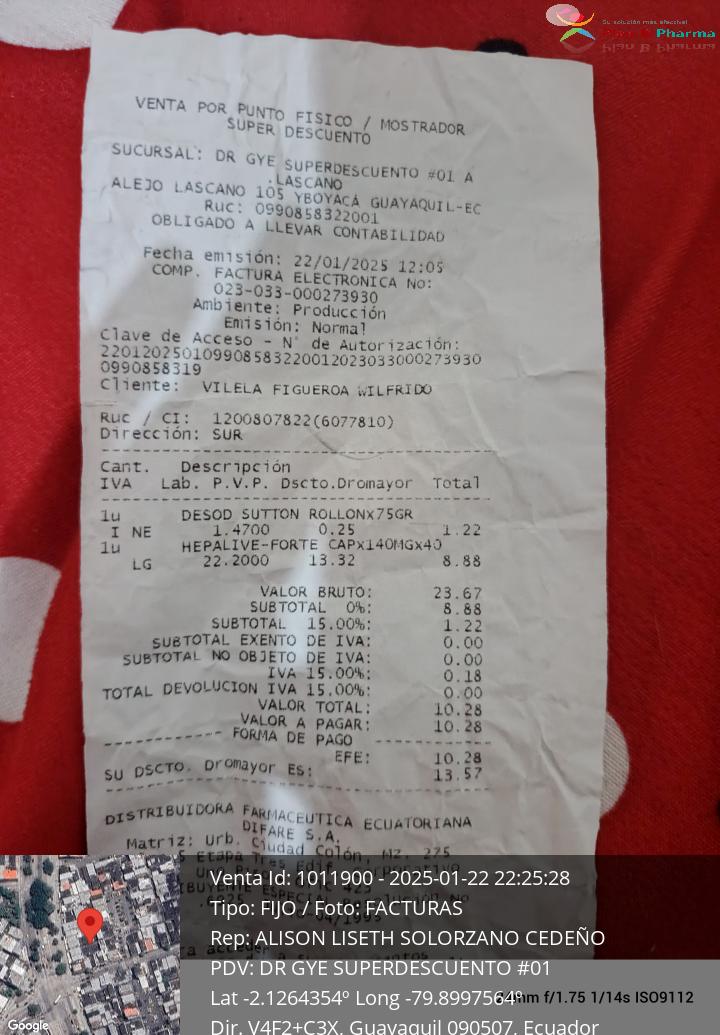 Su solución más efectiva!
Pharma
VENTA POR PUNTO FISICO / MOSTRADOR
SUPER DESCUENTO
SUCURSAL: DR GYE SUPERDESCUENTO #01 A
.LASCANO
ALEJO LASCANO 105 YBOYACÁ GUAYAQUIL-EC
Ruc: 0990858322001
OBLIGADO A LLEVAR CONTABILIDAD
Fecha emisión: 22/01/2025 12:05
COMP. FACTURA ELECTRONICA No:
023-033-000273930
Ambiente: Producción
Emisión: Normal
Clave de Acceso - N° de Autorización:
220120250109908583220012023033000273930
0990858319
Cliente: VILELA FIGUEROA WILFRIDO
Ruc / CI: 1200807822(6077810)
Dirección: SUR
Cant. Descripción
IVA Lab. P.V.P. Dscto.Dromayor Total
1u DESOD SUTTON ROLLONx75GR
I NE 1.4700 0.25 1.22
1u HEPALIVE-FORTE CAPx140MGx40
LG 22.2000 13.32 8.88
VALOR BRUTO: 23.67
SUBTOTAL 0%: 8.88
SUBTOTAL 15.00%: 1.22
SUBTOTAL EXENTO DE IVA: 0.00
SUBTOTAL NO OBJETO DE IVA: 0.00
IVA 15.00%: 0.18
TOTAL DEVOLUCION IVA 15.00%: 0.00
VALOR TOTAL: 10.28
VALOR A PAGAR: 10.28
---------- FORMA DE PAGO ----------
EFE: 10.28
SU DSCTO. Dromayor ES: 13.57
DISTRIBUIDORA FARMACEUTICA ECUATORIANA
DIFARE S.A.
Matriz: Urb. Ciudad Colón, Mz. 275
Venta Id: 1011900 - 2025-01-22 22:25:28
Tipo: FIJO / Foto: FACTURAS
Rep: ALISON LISETH SOLORZANO CEDEÑO
PDV: DR GYE SUPERDESCUENTO #01
Lat -2.1264354º Long -79.8997564º
mm f/1.75 1/14s ISO9112
Dir. V4F2+C3X, Guayaquil 090507, Ecuador
Google